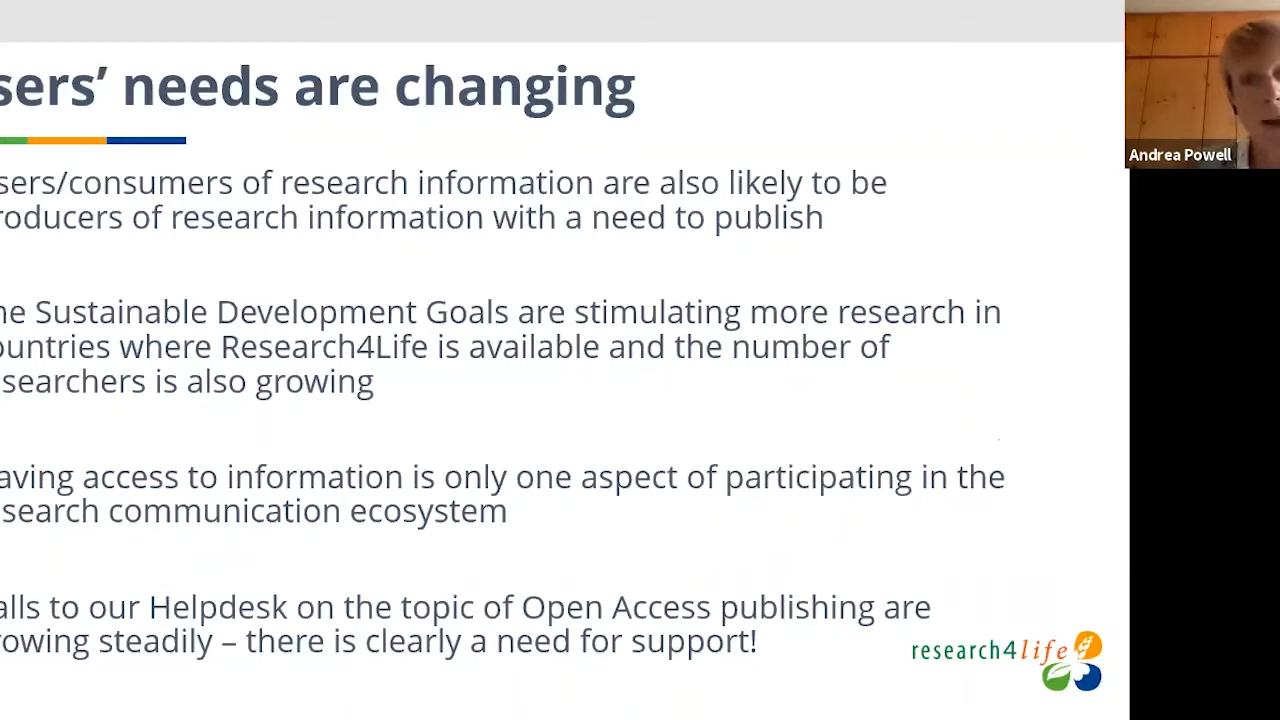 sers’ needs are changing
Andrea Powell
sers/consumers of research information are also likely to be
roducers of research information with a need to publish
he Sustainable Development Goals are stimulating more research in
ountries where Research4Life is available and the number of
searchers is also growing
aving access to information is only one aspect of participating in the
search communication ecosystem
alls to our Helpdesk on the topic of Open Access publishing are
rowing steadily – there is clearly a need for support!
research4life